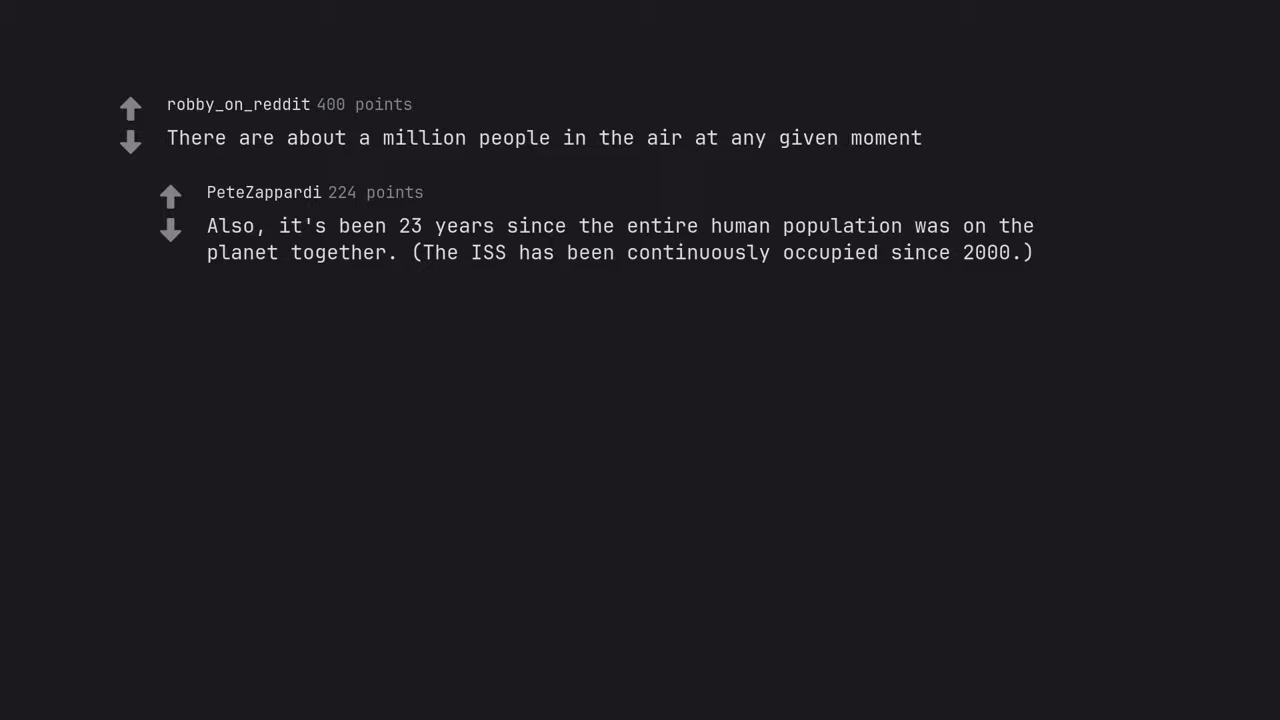 robby_on_reddit 400 points
There are about a million people in the air at any given moment
PeteZappardi 224 points
Also, it's been 23 years since the entire human population was on the
planet together. (The ISS has been continuously occupied since 2000.)